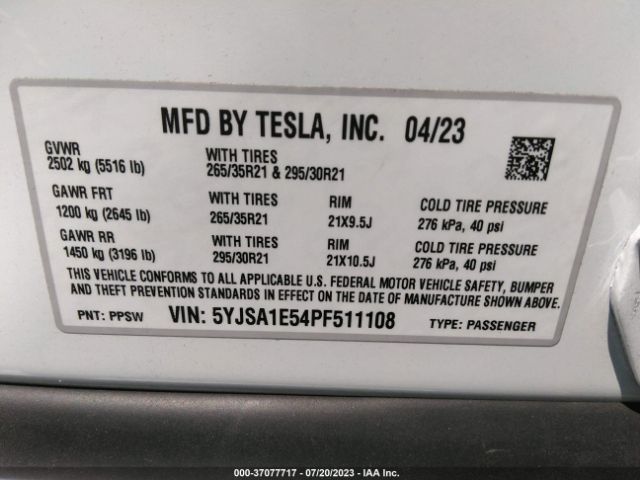 MFD BY TESLA, INC. 04/23
GVWR
2502 kg (5516 lb)
WITH TIRES
265/35R21 & 295/30R21
GAWR FRT
1200 kg (2645 lb)
WITH TIRES
265/35R21
RIM
21X9.5J
COLD TIRE PRESSURE
276 kPa, 40 psi
GAWR RR
1450 kg (3196 lb)
WITH TIRES
295/30R21
RIM
21X10.5J
COLD TIRE PRESSURE
276 kPa, 40 psi
THIS VEHICLE CONFORMS TO ALL APPLICABLE U.S. FEDERAL MOTOR VEHICLE SAFETY, BUMPER
AND THEFT PREVENTION STANDARDS IN EFFECT ON THE DATE OF MANUFACTURE SHOWN ABOVE.
PNT: PPSW VIN: 5YJSA1E54PF511108 TYPE: PASSENGER
000-37077717 - 07/20/2023 - IAA Inc.